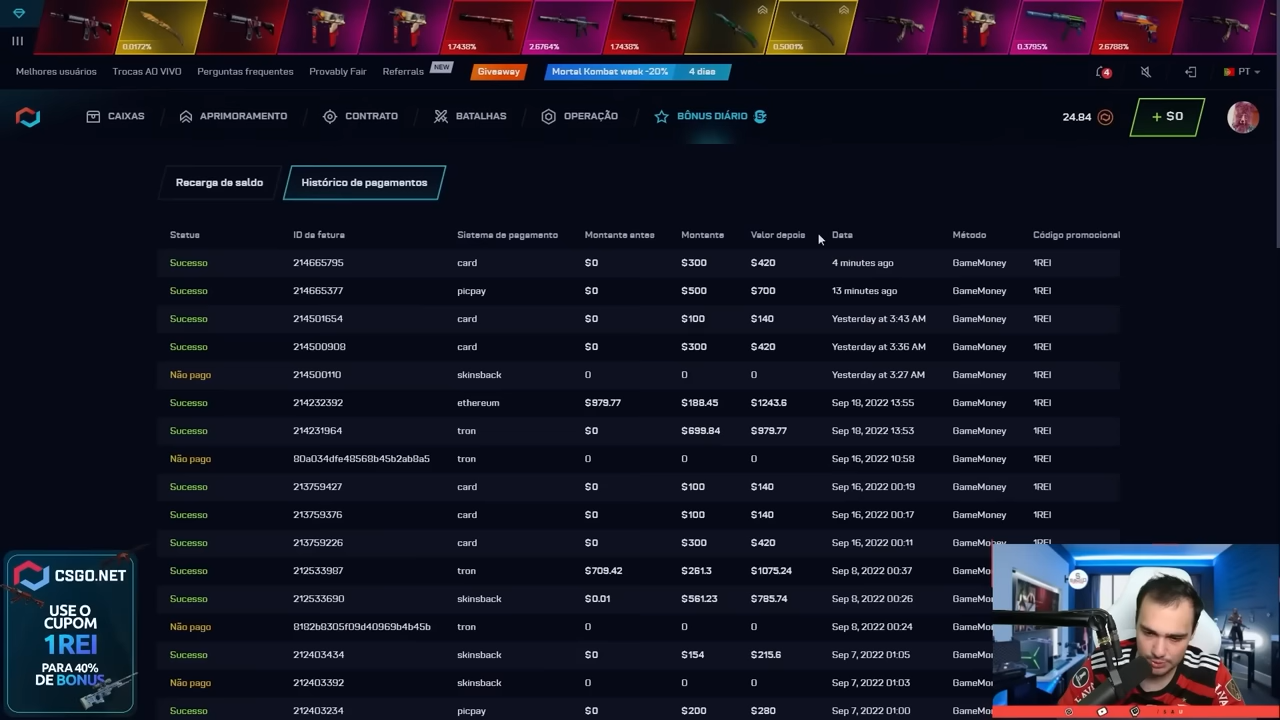 0.0172%
1.7438%
2.6764%
1.7438%
0.5001%
0.3795%
2.6788%
Melhores usuários Trocas AO VIVO Perguntas frequentes Provably Fair Referrals NEW Giveaway Mortal Kombat week -20% 4 dias 4 PT
CAIXAS APRIMORAMENTO CONTRATO BATALHAS OPERAÇÃO BÔNUS DIÁRIO 24.84 + $0
Recarga de saldo Histórico de pagamentos
Status ID da fatura Sistema de pagamento Montante antes Montante Valor depois Data Método Código promocional
Sucesso 214665795 card $0 $300 $420 4 minutes ago GameMoney 1REI
Sucesso 214665377 picpay $0 $500 $700 13 minutes ago GameMoney 1REI
Sucesso 214501654 card $0 $100 $140 Yesterday at 3:43 AM GameMoney 1REI
Sucesso 214500908 card $0 $300 $420 Yesterday at 3:36 AM GameMoney 1REI
Não pago 214500110 skinsback 0 0 0 Yesterday at 3:27 AM GameMoney 1REI
Sucesso 214232392 ethereum $979.77 $188.45 $1243.6 Sep 18, 2022 13:55 GameMoney 1REI
Sucesso 214231964 tron $0 $699.84 $979.77 Sep 18, 2022 13:53 GameMoney 1REI
Não pago 80a034dfe48568b45b2ab8a5 tron 0 0 0 Sep 16, 2022 10:58 GameMoney 1REI
Sucesso 213759427 card $0 $100 $140 Sep 16, 2022 00:19 GameMoney 1REI
Sucesso 213759376 card $0 $100 $140 Sep 16, 2022 00:17 GameMoney 1REI
Sucesso 213759226 card $0 $300 $420 Sep 16, 2022 00:11 GameMoney 1REI
Sucesso 212533987 tron $709.42 $261.3 $1075.24 Sep 8, 2022 00:37 GameMo
Sucesso 212533690 skinsback $0.01 $561.23 $785.74 Sep 8, 2022 00:26 GameMo
Não pago 8182b8305f09d40969b4b45b tron 0 0 0 Sep 8, 2022 00:24 GameMo
Sucesso 212403434 skinsback $0 $154 $215.6 Sep 7, 2022 01:05 GameMo
Não pago 212403392 skinsback 0 0 0 Sep 7, 2022 01:03 GameMo
Sucesso 212403234 picpay $0 $200 $280 Sep 7, 2022 01:00 GameMo
CSGO.NET
USE O
CUPOM
1REI
PARA 40%
DE BONUS